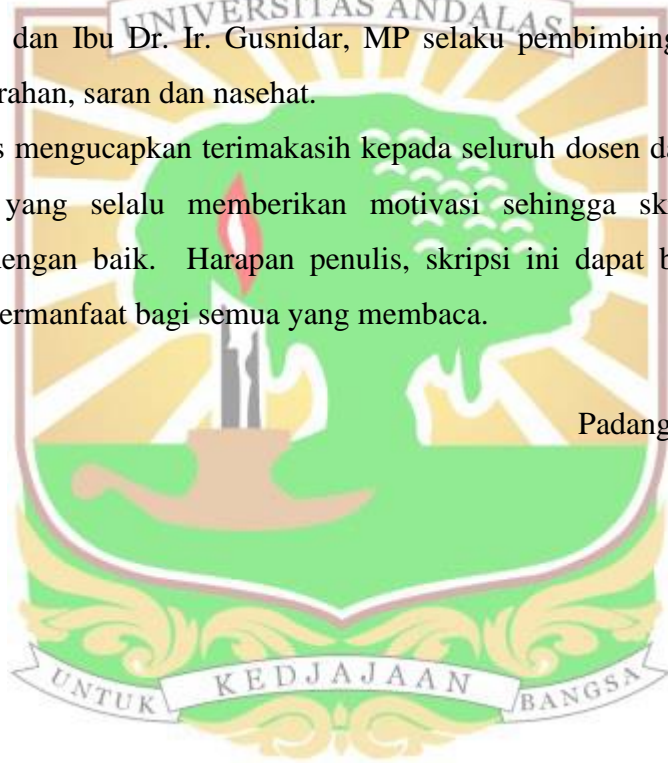 UNIVERSITAS ANDALAS
dan Ibu Dr. Ir. Gusnidar, MP selaku pembimbing
rahan, saran dan nasehat.
s mengucapkan terimakasih kepada seluruh dosen da
yang selalu memberikan motivasi sehingga sk
dengan baik. Harapan penulis, skripsi ini dapat b
bermanfaat bagi semua yang membaca.
Padang
UNTUK KEDJAJAAN BANGSA